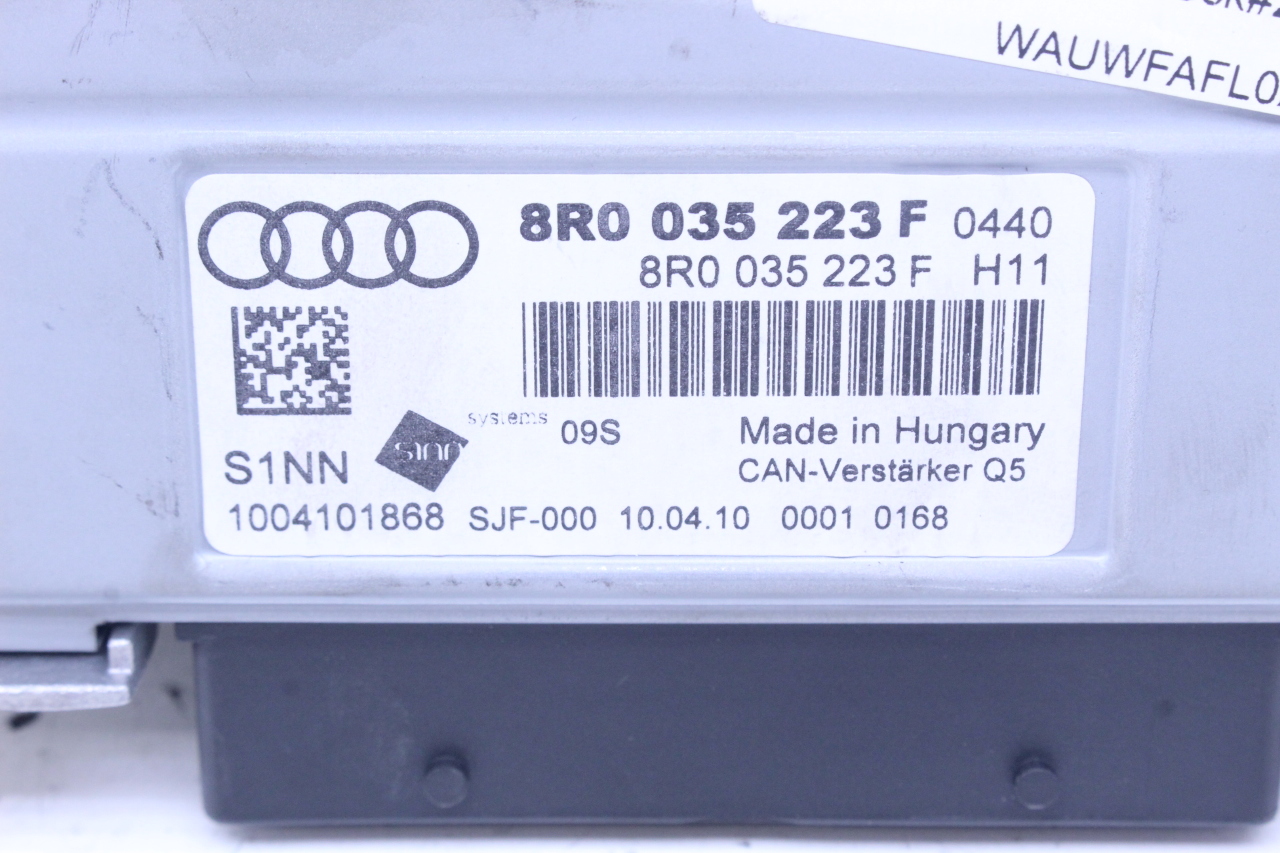 WAUWFAFL0
8R0 035 223 F 0440
8R0 035 223 F H11
systems
s1nn
09S
Made in Hungary
S1NN
CAN-Verstärker Q5
1004101868 SJF-000 10.04.10 0001 0168